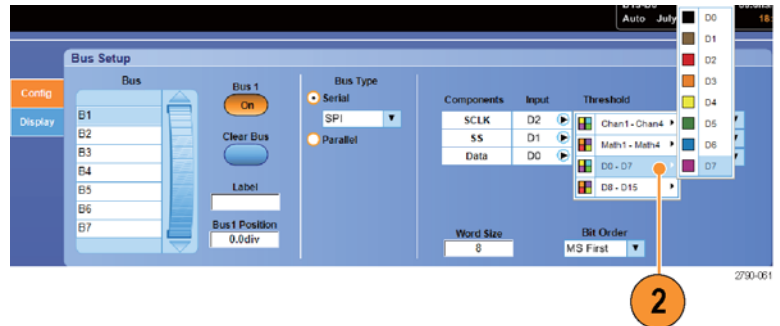 Auto July
18:
D0
D1
D2
D3
D4
D5
D6
D7
Bus Setup
Config
Display
Bus
B1
B2
B3
B4
B5
B6
B7
Bus 1
On
Clear Bus
Label
Bus1 Position
0.0div
Bus Type
Serial
SPI
Parallel
Components Input Threshold
SCLK D2
SS D1
Data D0
Chan1 - Chan4
Math1 - Math4
D0 - D7
D8 - D15
Word Size
8
Bit Order
MS First
2790-061
2